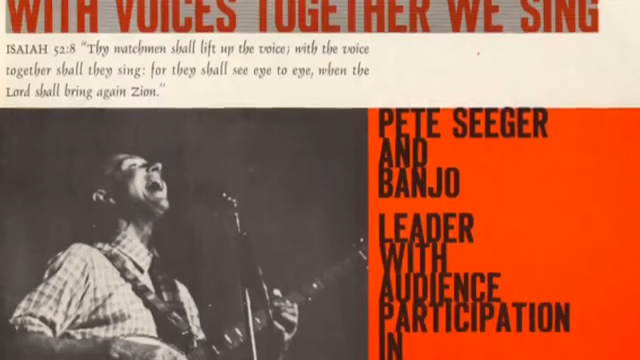 WITH VOICES TOGETHER WE SING
ISAIAH 52:8 "Thy watchmen shall lift up the voice; with the voice
together shall they sing: for they shall see eye to eye, when the
Lord shall bring again Zion."
PETE SEEGER
AND
BANJO
LEADER
WITH
AUDIENCE
PARTICIPATION
IN